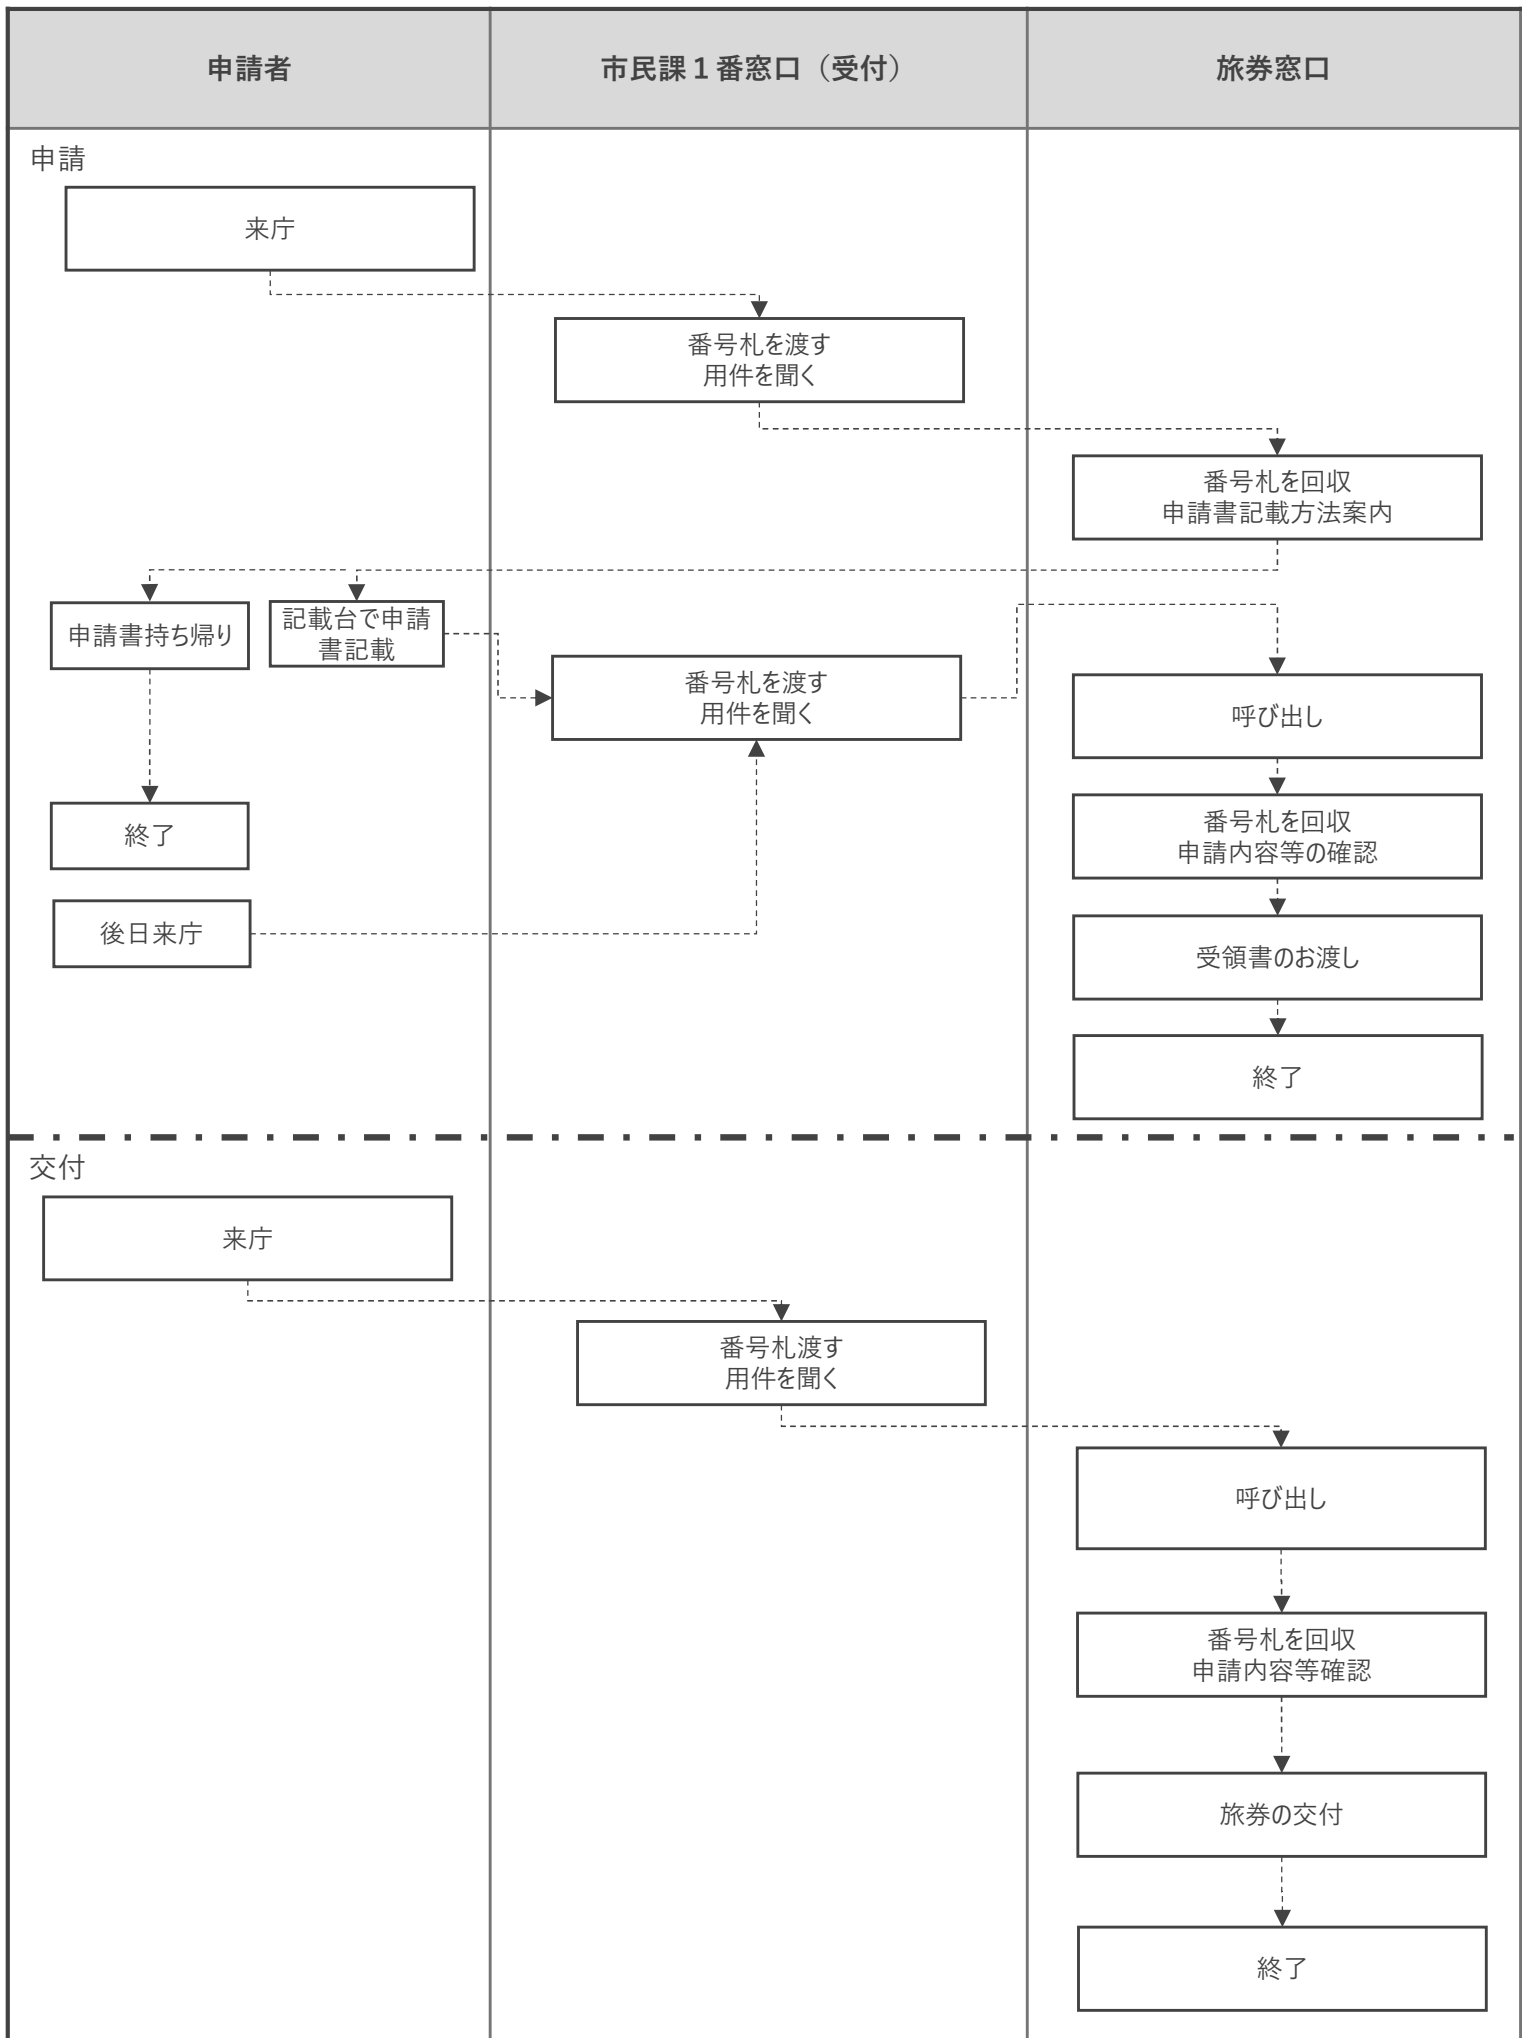 申請者
市民課１番窓口（受付）
旅券窓口
申請
来庁
番号札を渡す
用件を聞く
番号札を回収
申請書記載方法案内
申請書持ち帰り
記載台で申請
書記載
番号札を渡す
用件を聞く
呼び出し
番号札を回収
申請内容等の確認
終了
後日来庁
受領書のお渡し
終了
交付
来庁
番号札渡す
用件を聞く
呼び出し
番号札を回収
申請内容等確認
旅券の交付
終了